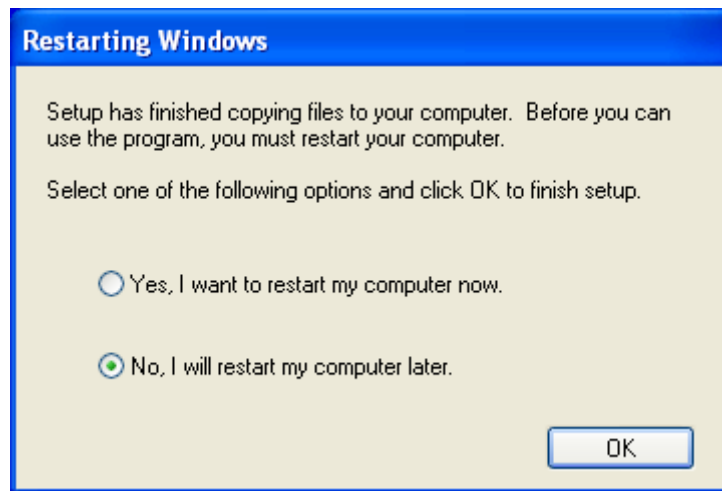 Restarting Windows
Setup has finished copying files to your computer.  Before you can
use the program, you must restart your computer.
Select one of the following options and click OK to finish setup.
Yes, I want to restart my computer now.
No, I will restart my computer later.
OK